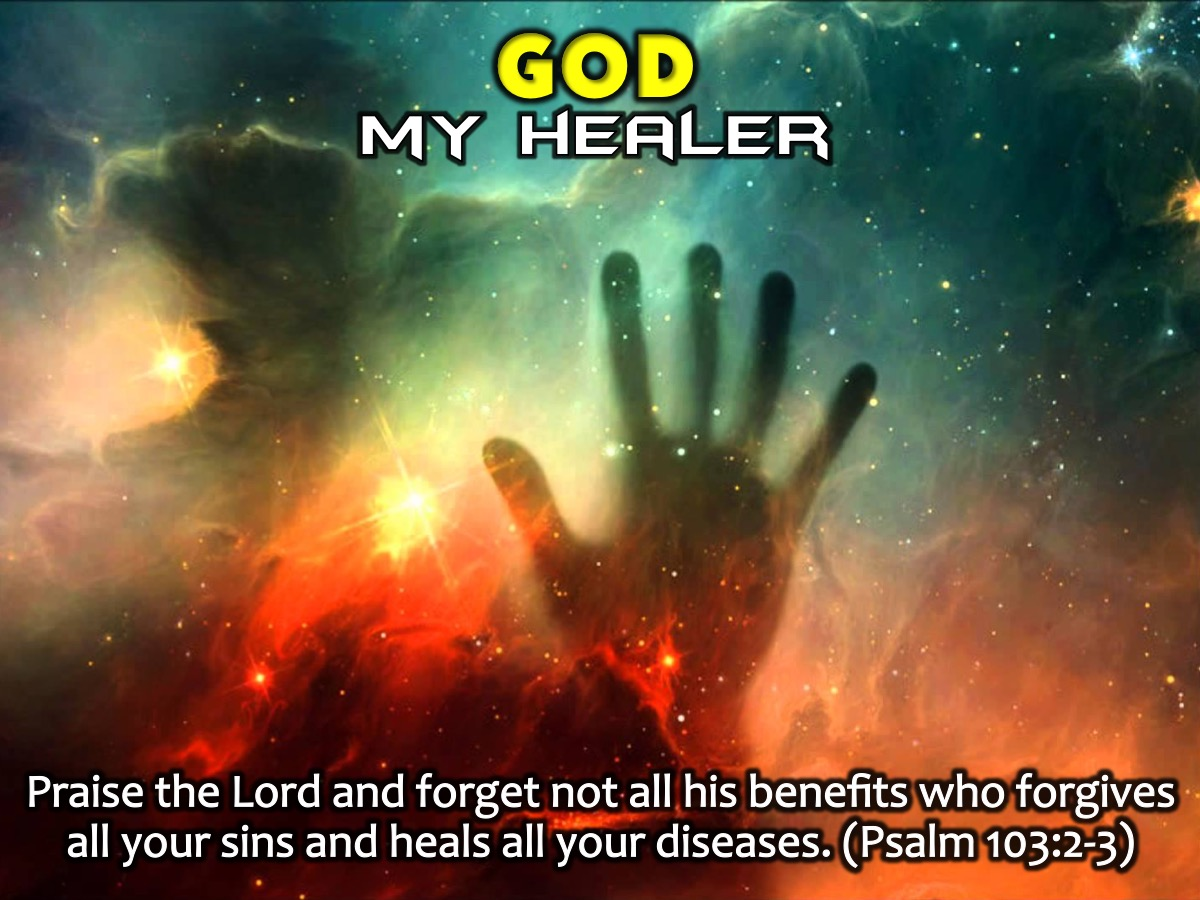 GOD
MY HEALER
Praise the Lord and forget not all his benefits who forgives
all your sins and heals all your diseases. (Psalm 103:2-3)